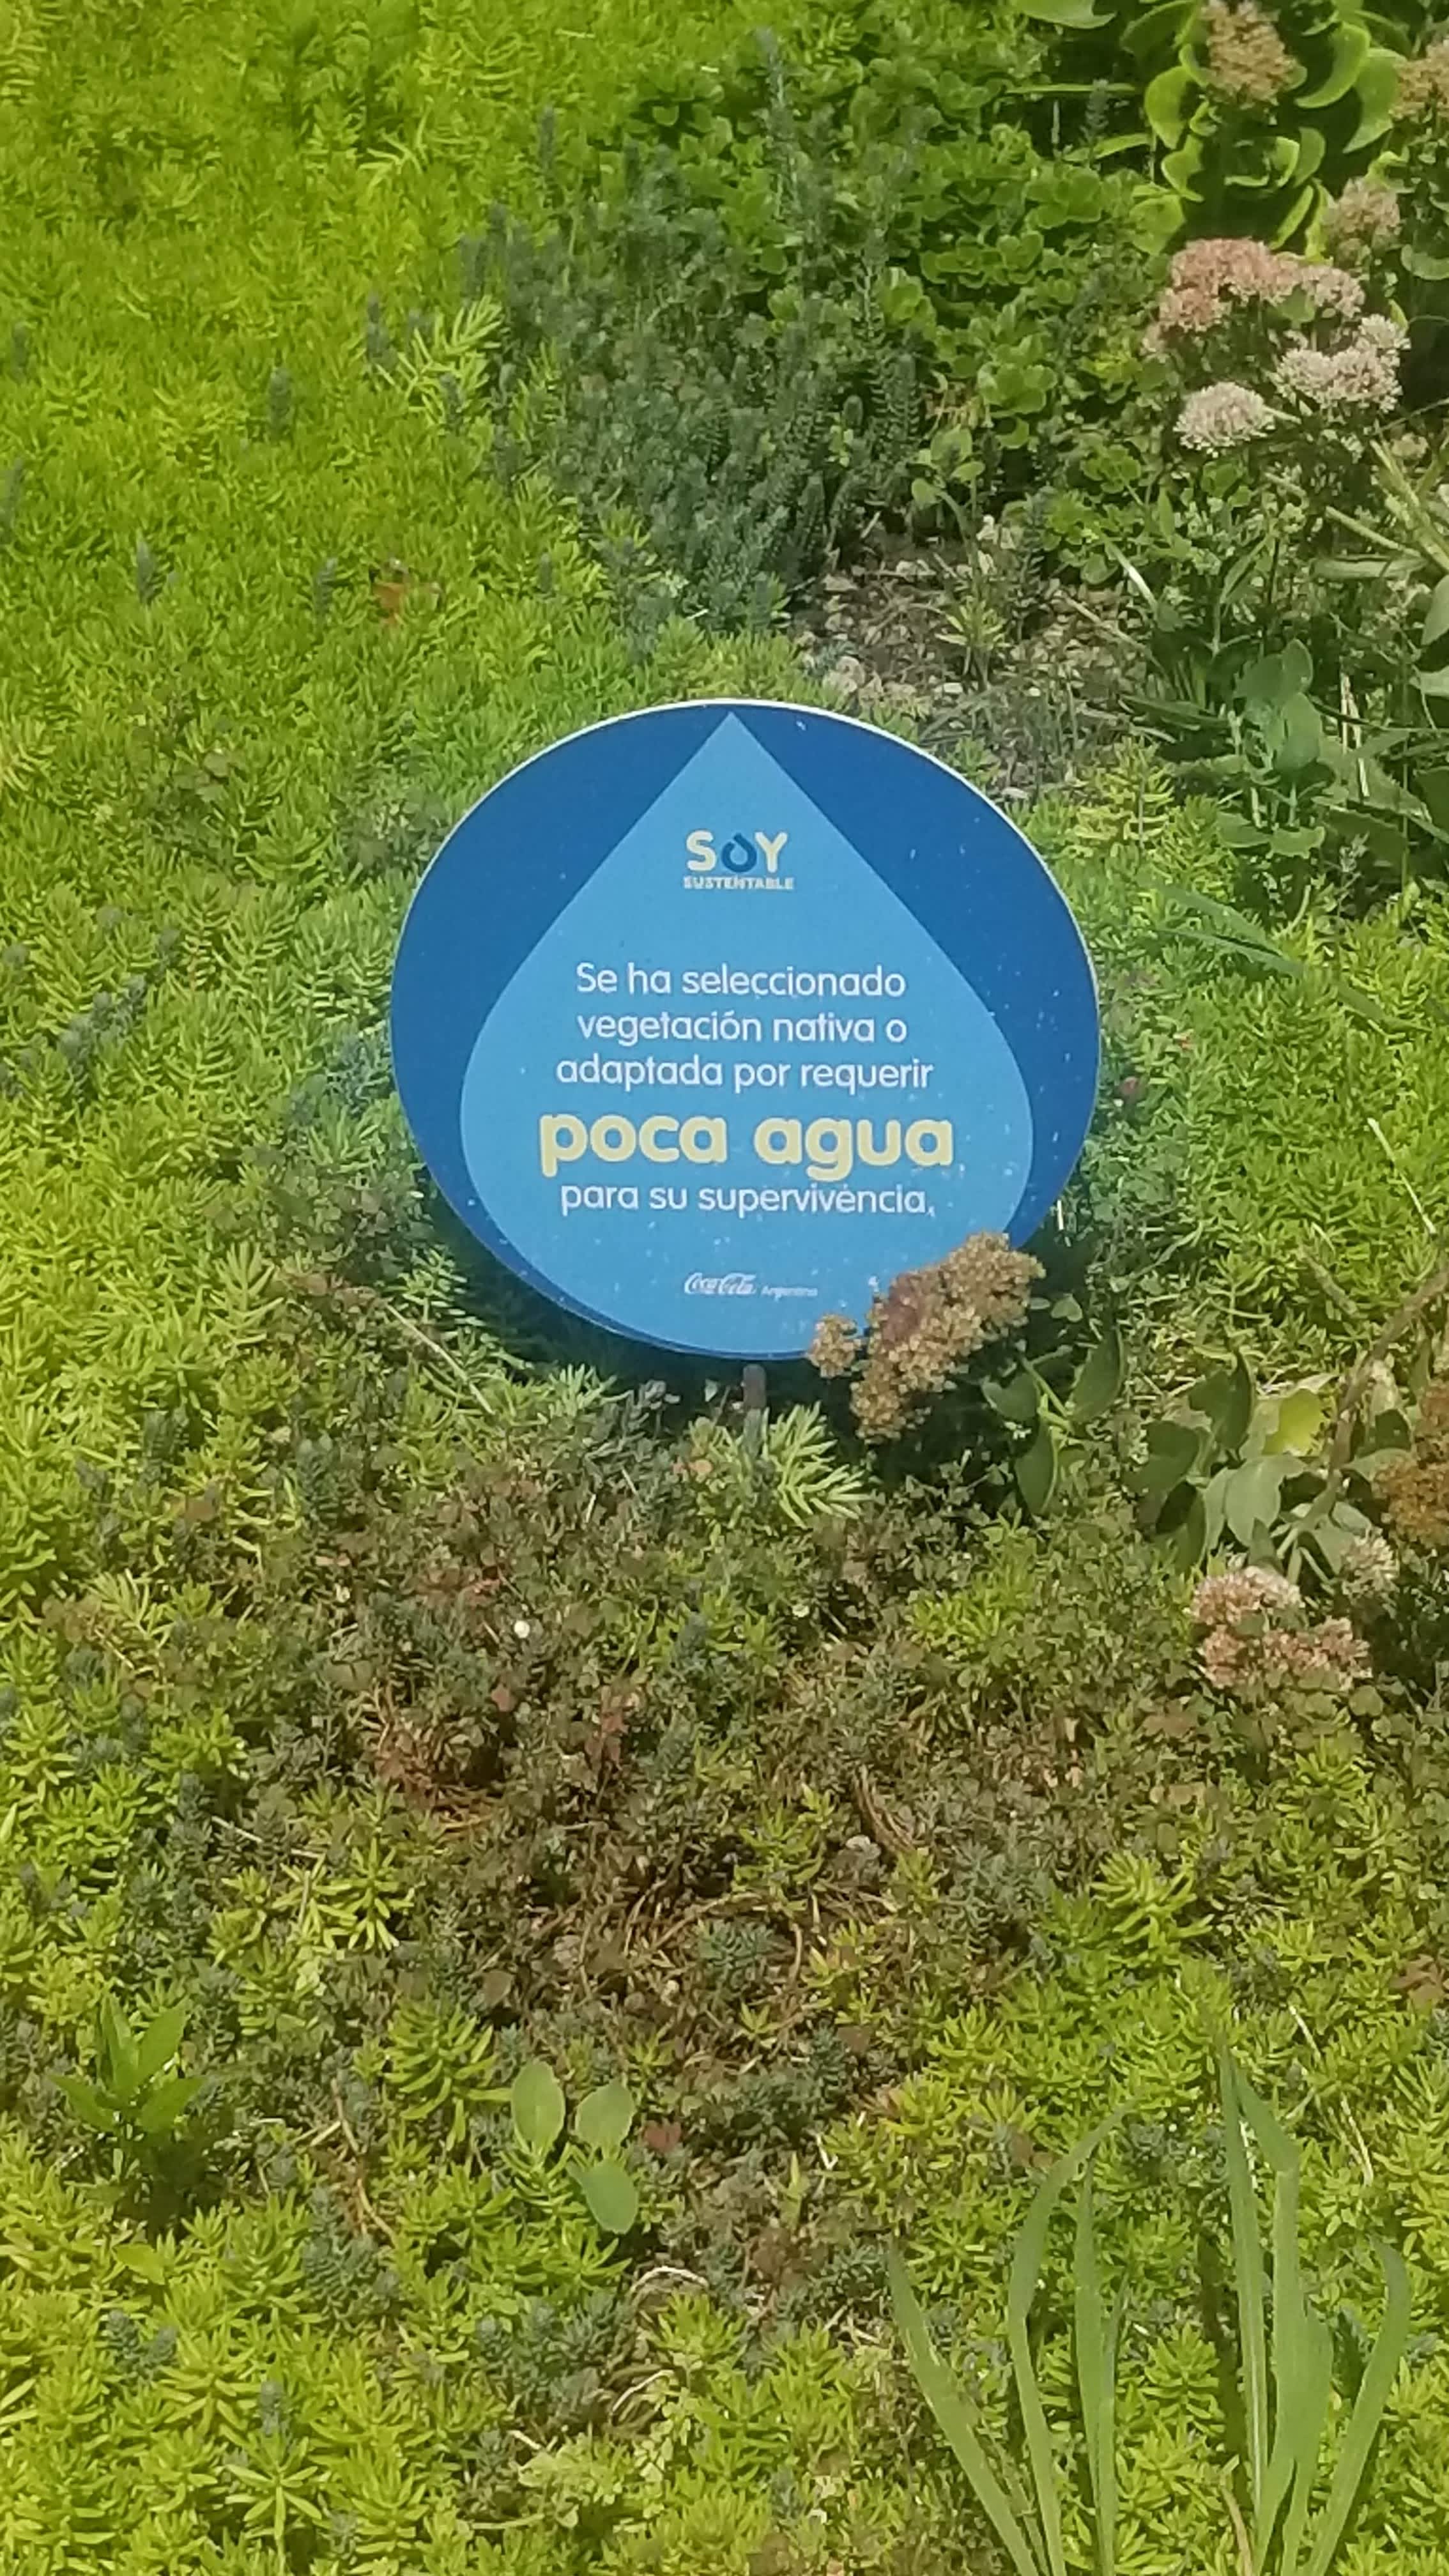 SOY
SUSTENTABLE
Se ha seleccionado
vegetación nativa o
adaptada por requerir
poca agua
para su supervivencia.
Coca-Cola Argentina